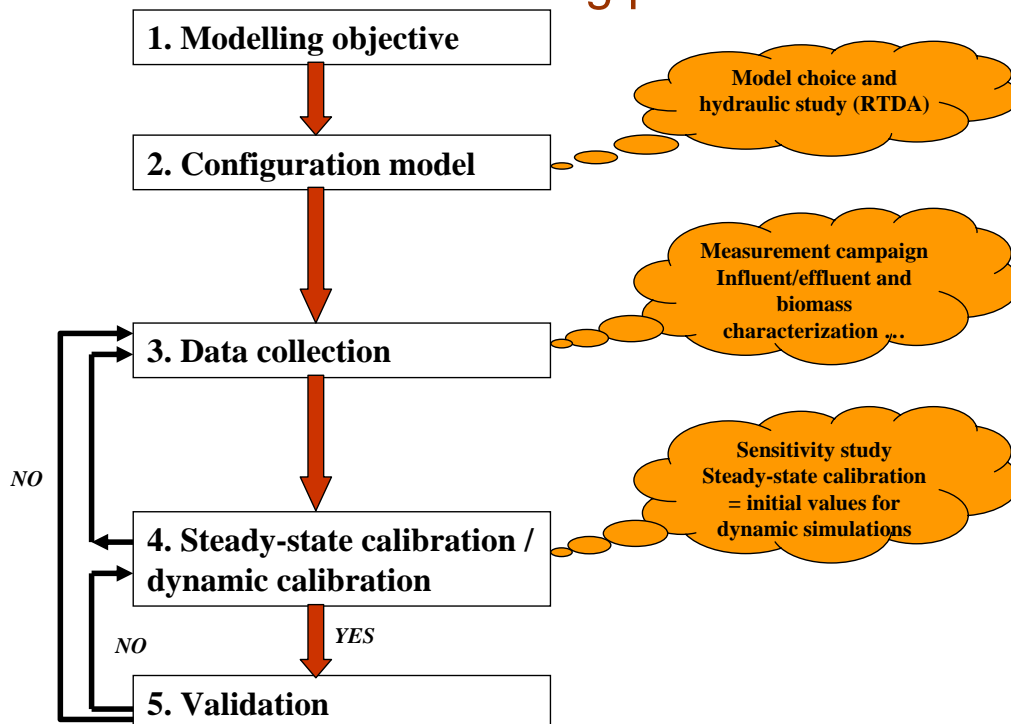 1. Modelling objective
Model choice and
hydraulic study (RTDA)
2. Configuration model
Measurement campaign
Influent/effluent and
biomass
characterization …
3. Data collection
Sensitivity study
Steady-state calibration
= initial values for
dynamic simulations
NO
4. Steady-state calibration /
dynamic calibration
NO
YES
5. Validation